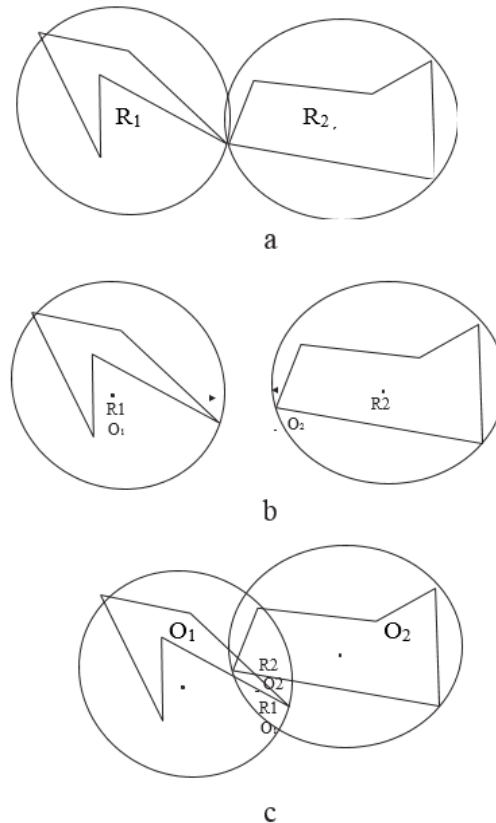 R₁ R₂
a
R1 R2
O₁ O₂
b
O₁ O₂
R2
O2
R1
O₁
c